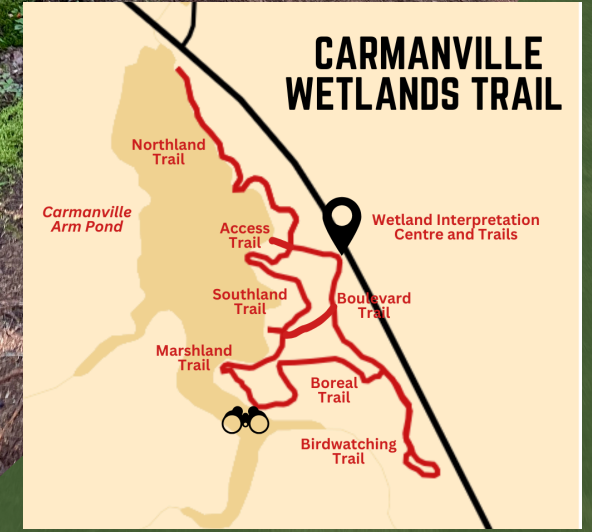 CARMANVILLE
WETLANDS TRAIL
Northland
Trail
Carmanville
Arm Pond
Access
Trail
Wetland Interpretation
Centre and Trails
Southland
Trail
Boulevard
Trail
Marshland
Trail
Boreal
Trail
Birdwatching
Trail